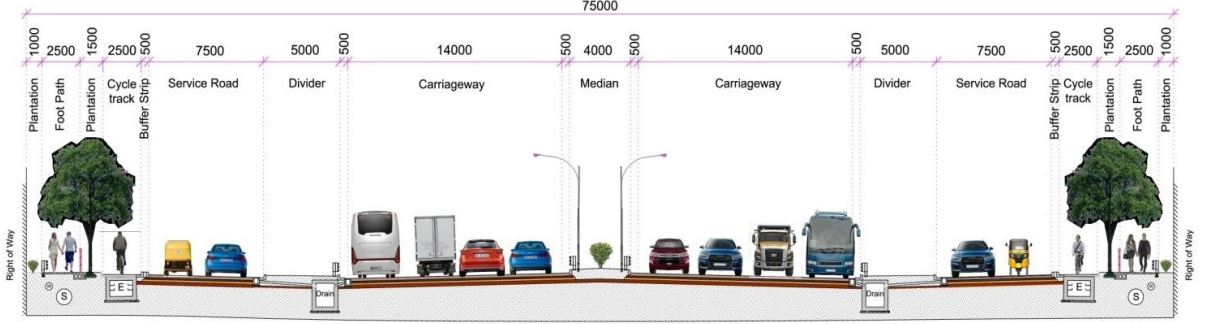 75000
1000
2500
1500
2500
500
7500
5000
500
14000
500
4000
500
14000
500
5000
7500
500
2500
1500
2500
1000
Plantation
Foot Path
Plantation
Cycle
track
Buffer Strip
Service Road
Divider
Carriageway
Median
Carriageway
Divider
Service Road
Buffer Strip
Cycle
track
Plantation
Foot Path
Plantation
Right of Way
Right of Way
S
E
Drain
Drain
E
S